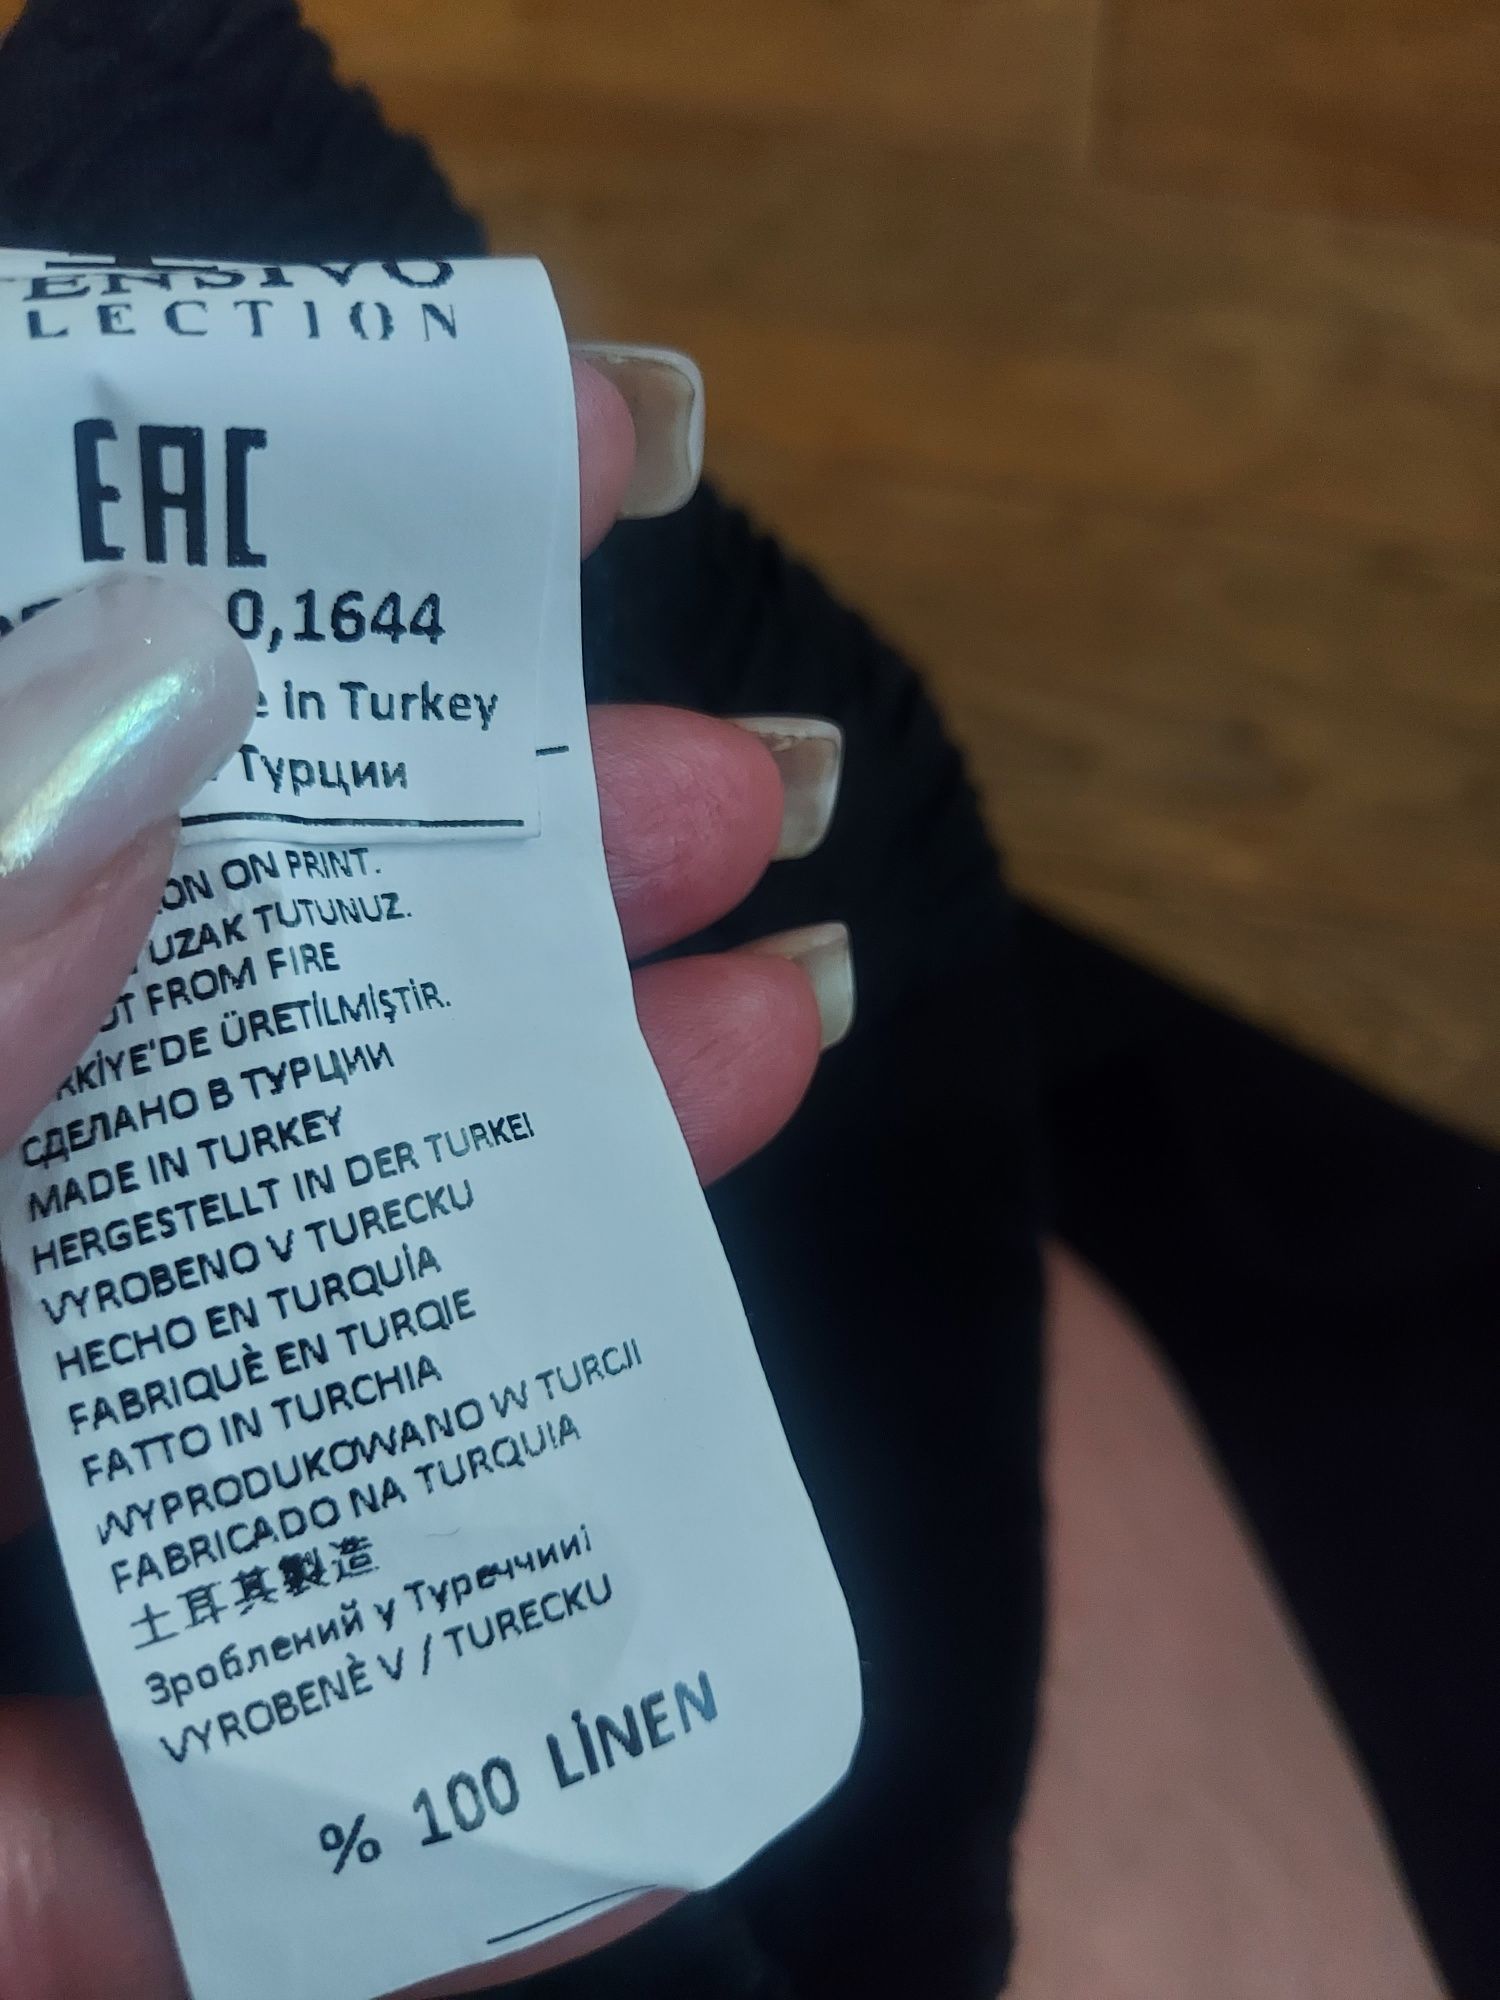 LECTION
EAC
0,1644
in Turkey
Турции
ON PRINT.
UZAK TUTUNUZ.
FROM FIRE
ÜRETİLMİŞTİR.
СДЕЛАНО В ТУРЦИИ
MADE IN TURKEY
HERGESTELLT IN DER TURKEI
VYROBENO V TURECKU
HECHO EN TURQUİA
FABRIQUÈ EN TURQIE
FATTO IN TURCHIA
WYPRODUKOWANO W TURCJI
FABRICADO NA TURQUIA
土耳其製造
Зроблений у Туреччині
VYROBENÈ V / TURECKU
% 100 LİNEN